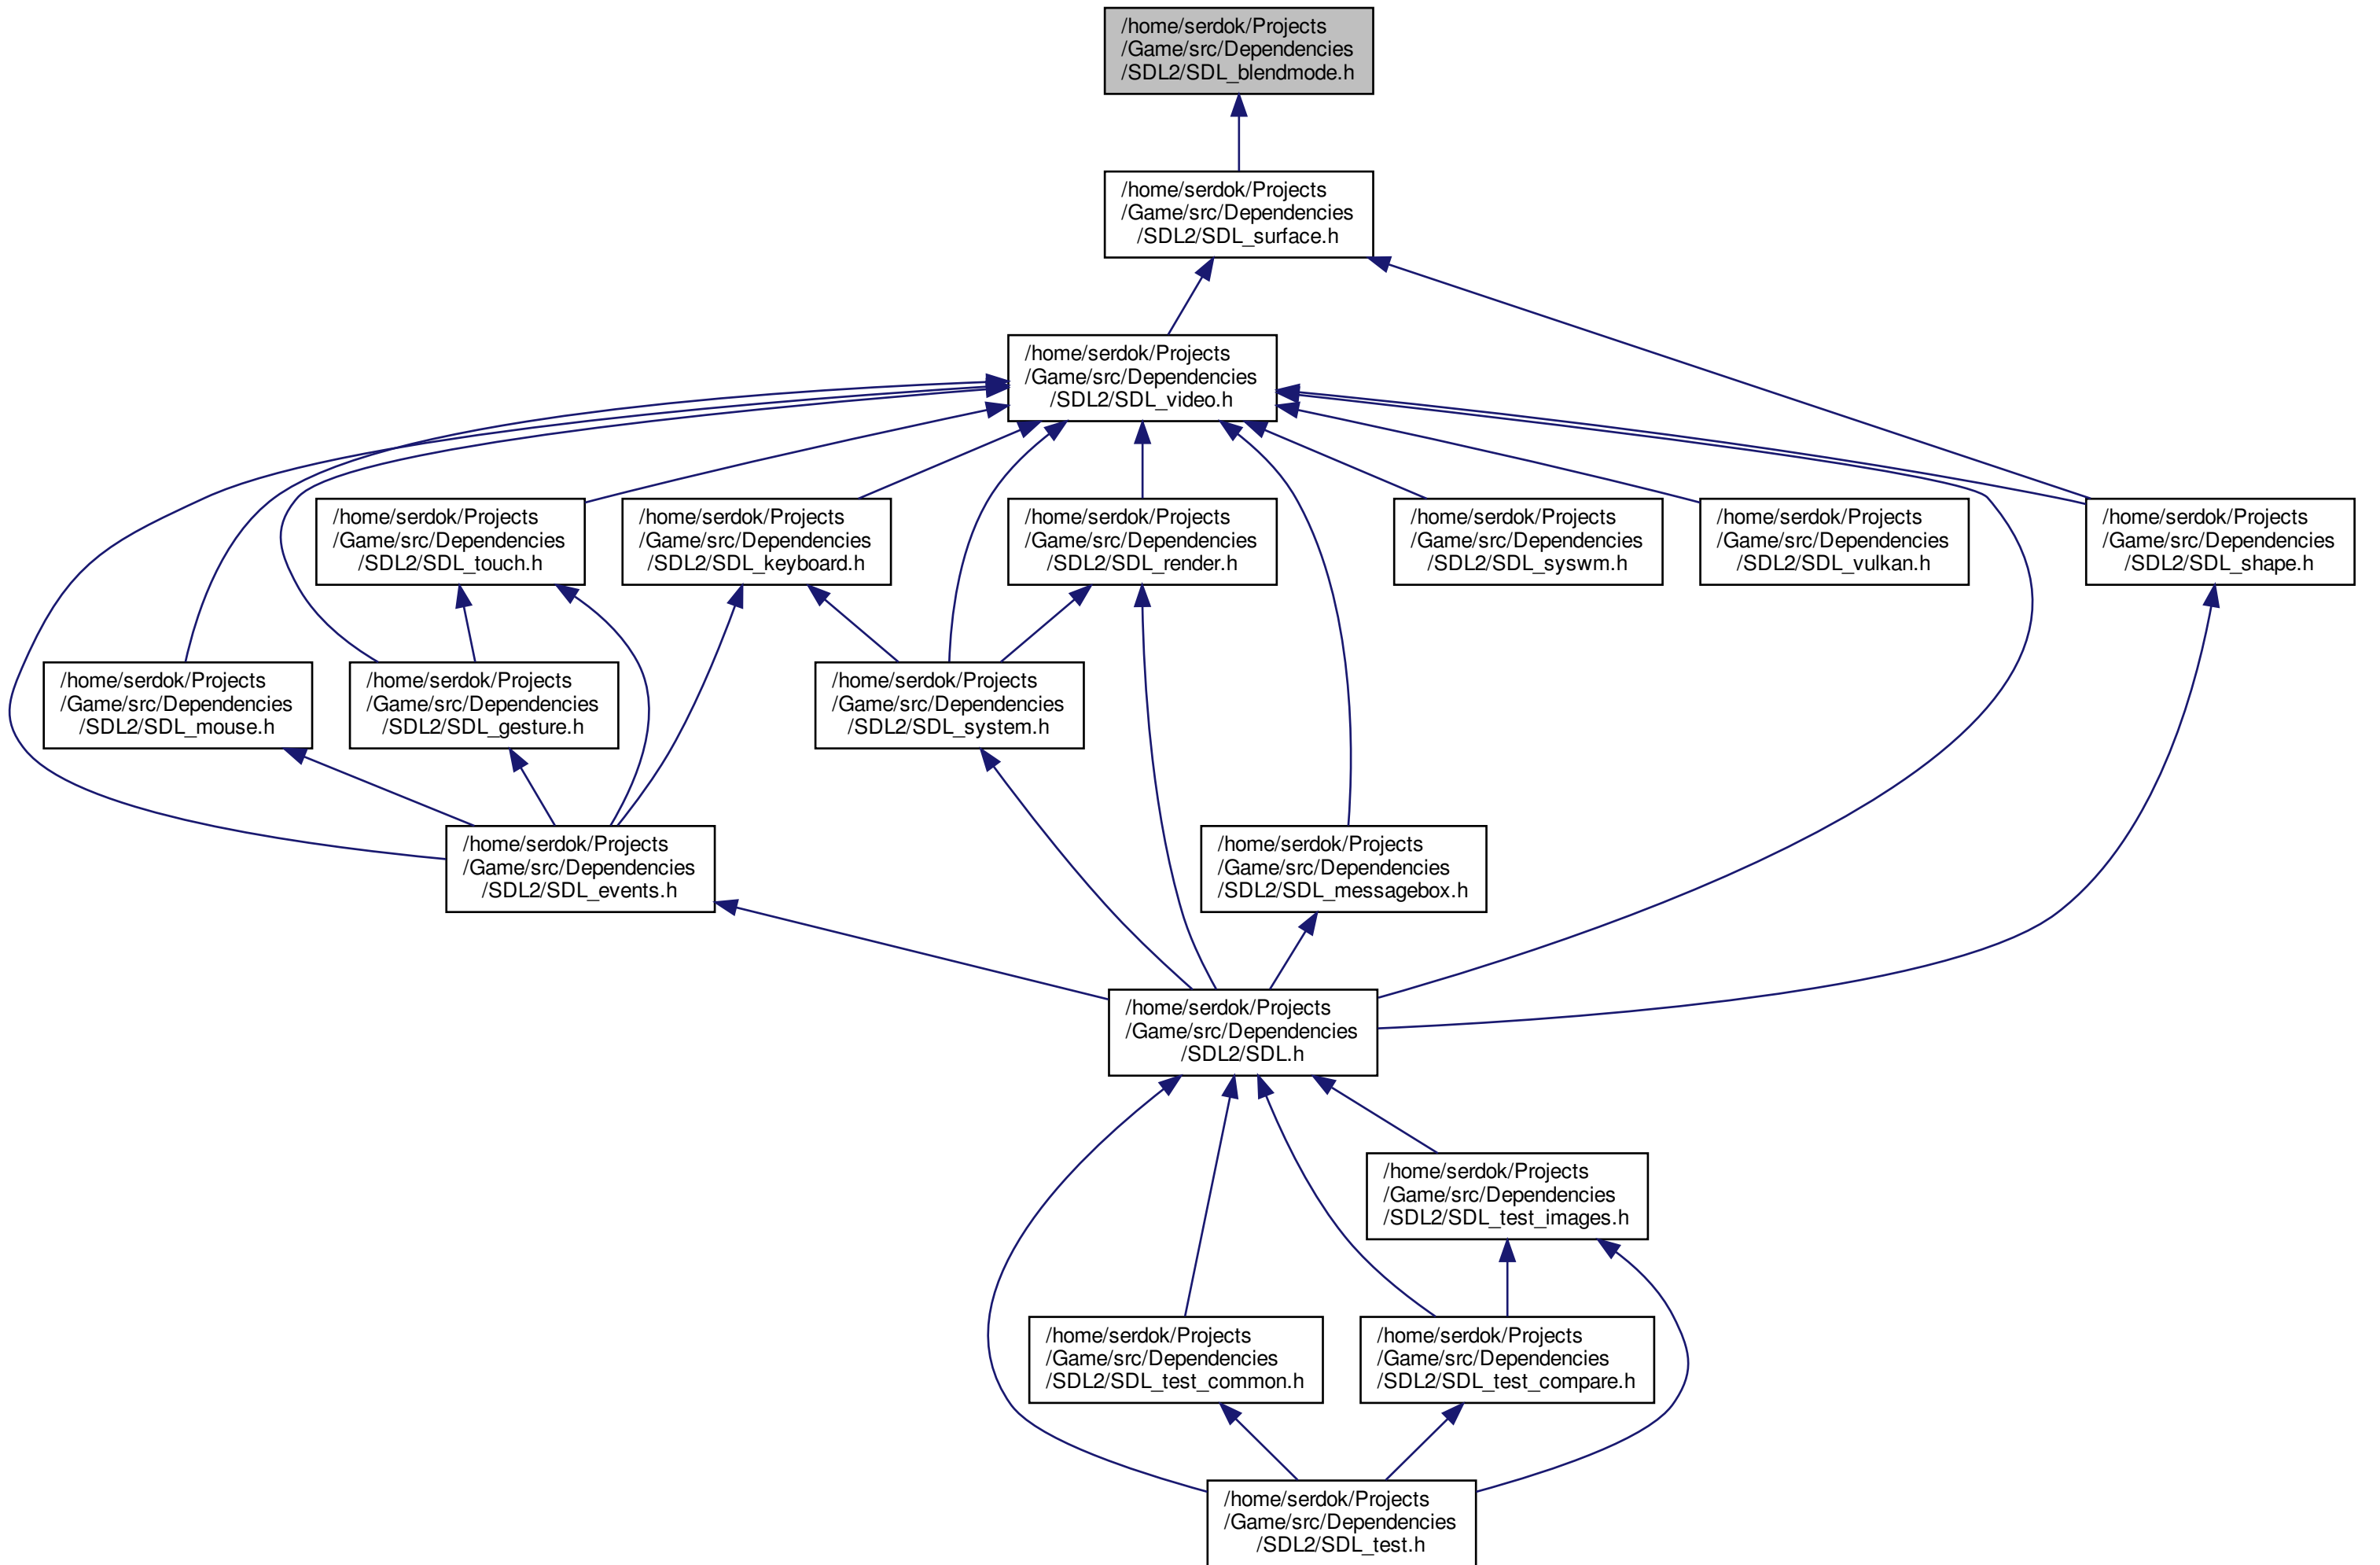 /home/serdok/Projects
/Game/src/Dependencies
/SDL2/SDL_blendmode.h
/home/serdok/Projects
/Game/src/Dependencies
/SDL2/SDL_surface.h
/home/serdok/Projects
/Game/src/Dependencies
/SDL2/SDL_video.h
/home/serdok/Projects
/Game/src/Dependencies
/SDL2/SDL_touch.h
/home/serdok/Projects
/Game/src/Dependencies
/SDL2/SDL_keyboard.h
/home/serdok/Projects
/Game/src/Dependencies
/SDL2/SDL_render.h
/home/serdok/Projects
/Game/src/Dependencies
/SDL2/SDL_syswm.h
/home/serdok/Projects
/Game/src/Dependencies
/SDL2/SDL_vulkan.h
/home/serdok/Projects
/Game/src/Dependencies
/SDL2/SDL_shape.h
/home/serdok/Projects
/Game/src/Dependencies
/SDL2/SDL_mouse.h
/home/serdok/Projects
/Game/src/Dependencies
/SDL2/SDL_gesture.h
/home/serdok/Projects
/Game/src/Dependencies
/SDL2/SDL_system.h
/home/serdok/Projects
/Game/src/Dependencies
/SDL2/SDL_events.h
/home/serdok/Projects
/Game/src/Dependencies
/SDL2/SDL_messagebox.h
/home/serdok/Projects
/Game/src/Dependencies
/SDL2/SDL.h
/home/serdok/Projects
/Game/src/Dependencies
/SDL2/SDL_test_images.h
/home/serdok/Projects
/Game/src/Dependencies
/SDL2/SDL_test_common.h
/home/serdok/Projects
/Game/src/Dependencies
/SDL2/SDL_test_compare.h
/home/serdok/Projects
/Game/src/Dependencies
/SDL2/SDL_test.h